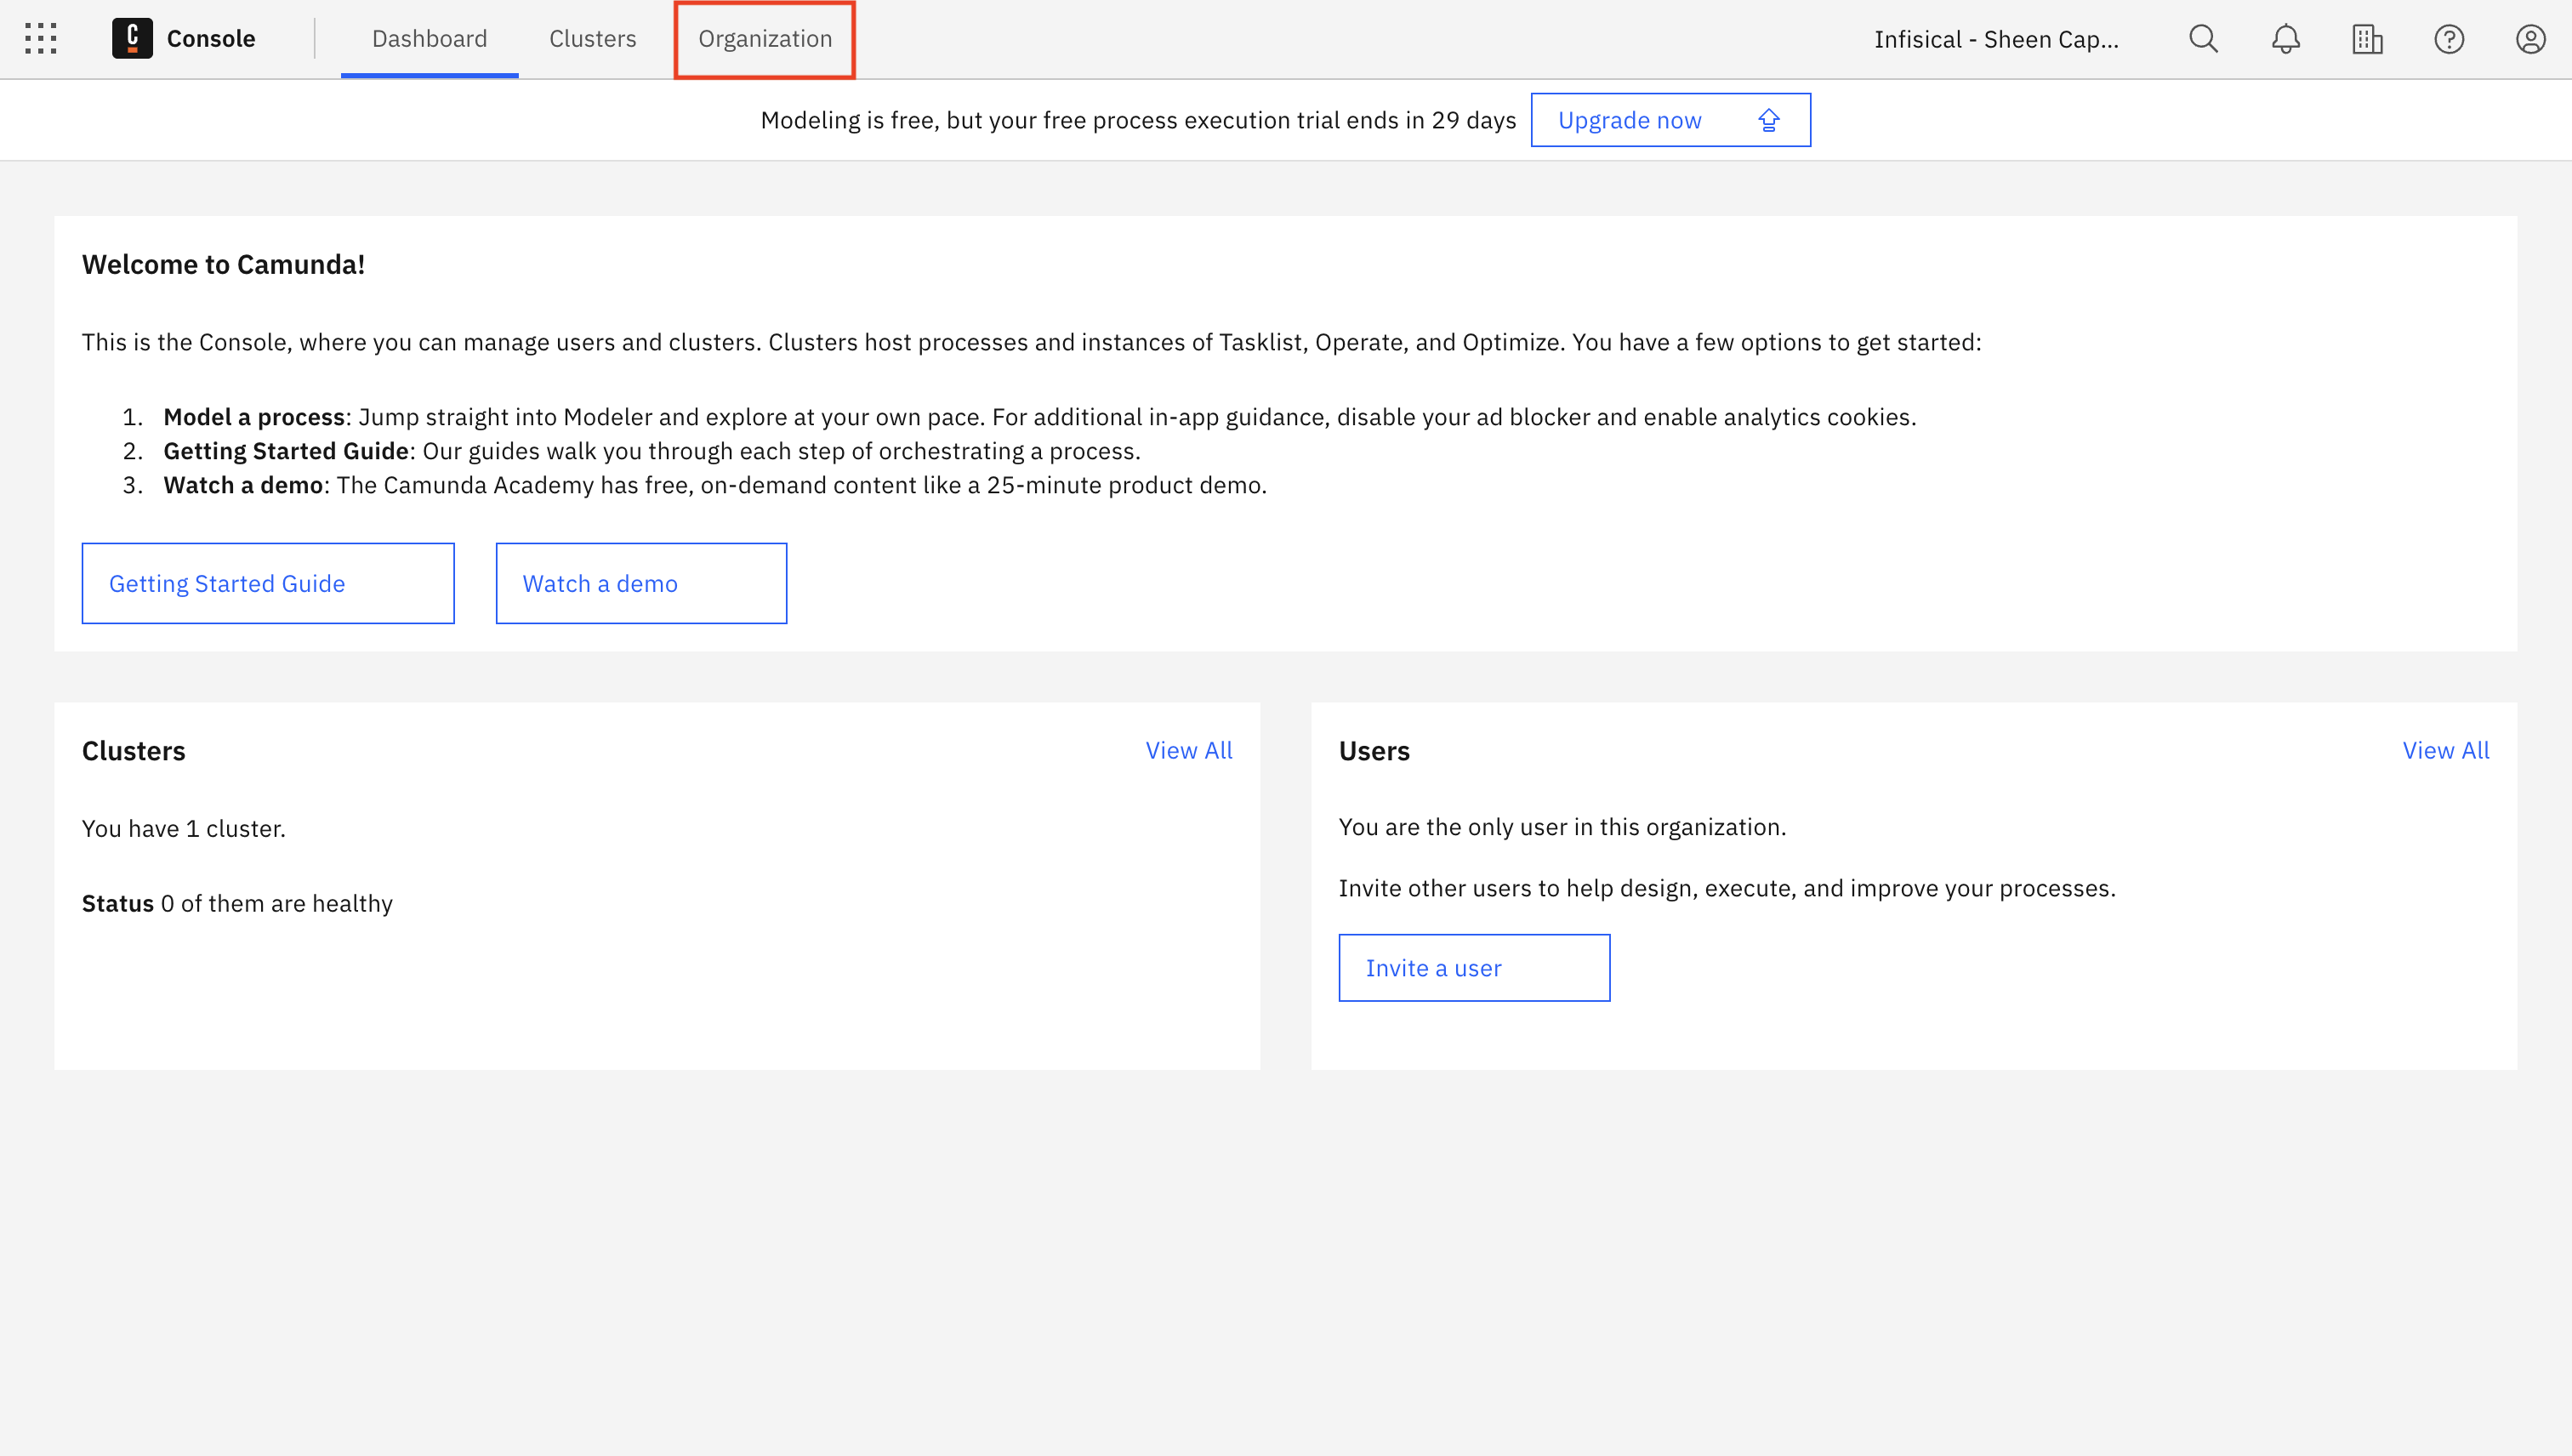 Console
Dashboard
Clusters
Organization
Infisical - Sheen Cap...
Modeling is free, but your free process execution trial ends in 29 days
Upgrade now
Welcome to Camunda!
This is the Console, where you can manage users and clusters. Clusters host processes and instances of Tasklist, Operate, and Optimize. You have a few options to get started:
1. Model a process: Jump straight into Modeler and explore at your own pace. For additional in-app guidance, disable your ad blocker and enable analytics cookies.
2. Getting Started Guide: Our guides walk you through each step of orchestrating a process.
3. Watch a demo: The Camunda Academy has free, on-demand content like a 25-minute product demo.
Getting Started Guide
Watch a demo
Clusters
View All
You have 1 cluster.
Status 0 of them are healthy
Users
View All
You are the only user in this organization.
Invite other users to help design, execute, and improve your processes.
Invite a user